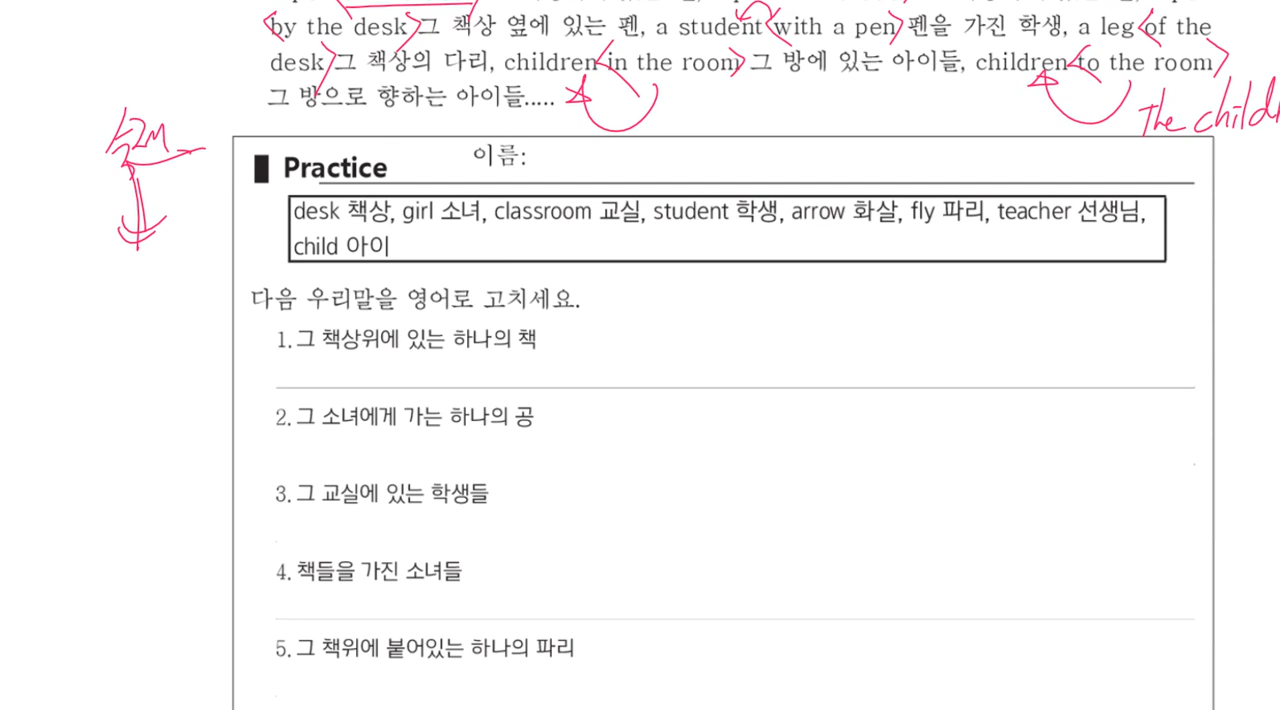 by the desk 그 책상 옆에 있는 펜, a student with a pen 펜을 가진 학생, a leg of the
desk 그 책상의 다리, children in the room 그 방에 있는 아이들, children to the room
그 방으로 향하는 아이들.....
The child
Practice 이름:
desk 책상, girl 소녀, classroom 교실, student 학생, arrow 화살, fly 파리, teacher 선생님,
child 아이
다음 우리말을 영어로 고치세요.
1. 그 책상위에 있는 하나의 책
2. 그 소녀에게 가는 하나의 공
3. 그 교실에 있는 학생들
4. 책들을 가진 소녀들
5. 그 책위에 붙어있는 하나의 파리